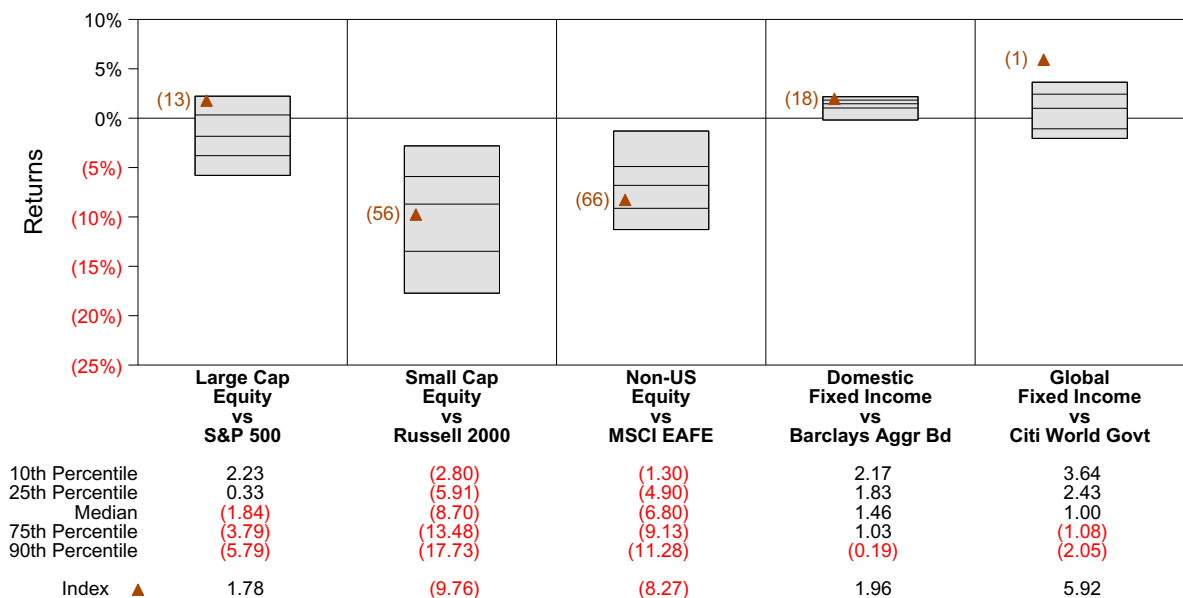 10%
5%
0%
(5%)
(10%)
(15%)
(20%)
(25%)
Returns
(13)
(56)
(66)
(18)
(1)
Large Cap
Equity
vs
S&P 500
Small Cap
Equity
vs
Russell 2000
Non-US
Equity
vs
MSCI EAFE
Domestic
Fixed Income
vs
Barclays Aggr Bd
Global
Fixed Income
vs
Citi World Govt
10th Percentile 2.23 (2.80) (1.30) 2.17 3.64
25th Percentile 0.33 (5.91) (4.90) 1.83 2.43
Median (1.84) (8.70) (6.80) 1.46 1.00
75th Percentile (3.79) (13.48) (9.13) 1.03 (1.08)
90th Percentile (5.79) (17.73) (11.28) (0.19) (2.05)
Index 1.78 (9.76) (8.27) 1.96 5.92